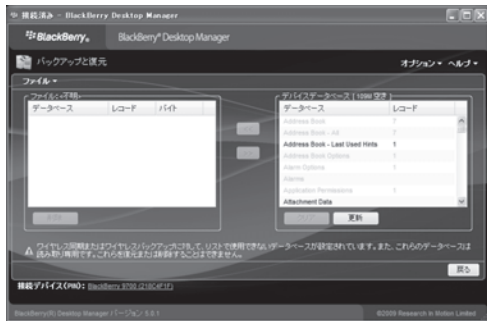 接続済み - BlackBerry Desktop Manager
BlackBerry® BlackBerry® Desktop Manager
バックアップと復元
オプション ヘルプ
ファイル
ファイル: <不明>
データベース レコード バイト
削除
<<
>>
デバイスデータベース [ 199M 空き ]
データベース レコード
Address Book 7
Address Book - All 7
Address Book - Last Used Hints 1
Address Book Options 1
Alarm Options 1
Alarms
Application Permissions 1
Attachment Data
クリア 更新
ワイヤレス同期またはワイヤレスバックアップに対して、リストで使用できないデータベースが設定されています。また、これらのデータベースは
読み取り専用です。これらを復元または削除することはできません。
戻る
接続デバイス(PIN): BlackBerry 9700 (218C4F1F)
BlackBerry(R) Desktop Manager バージョン 5.0.1
©2009 Research In Motion Limited